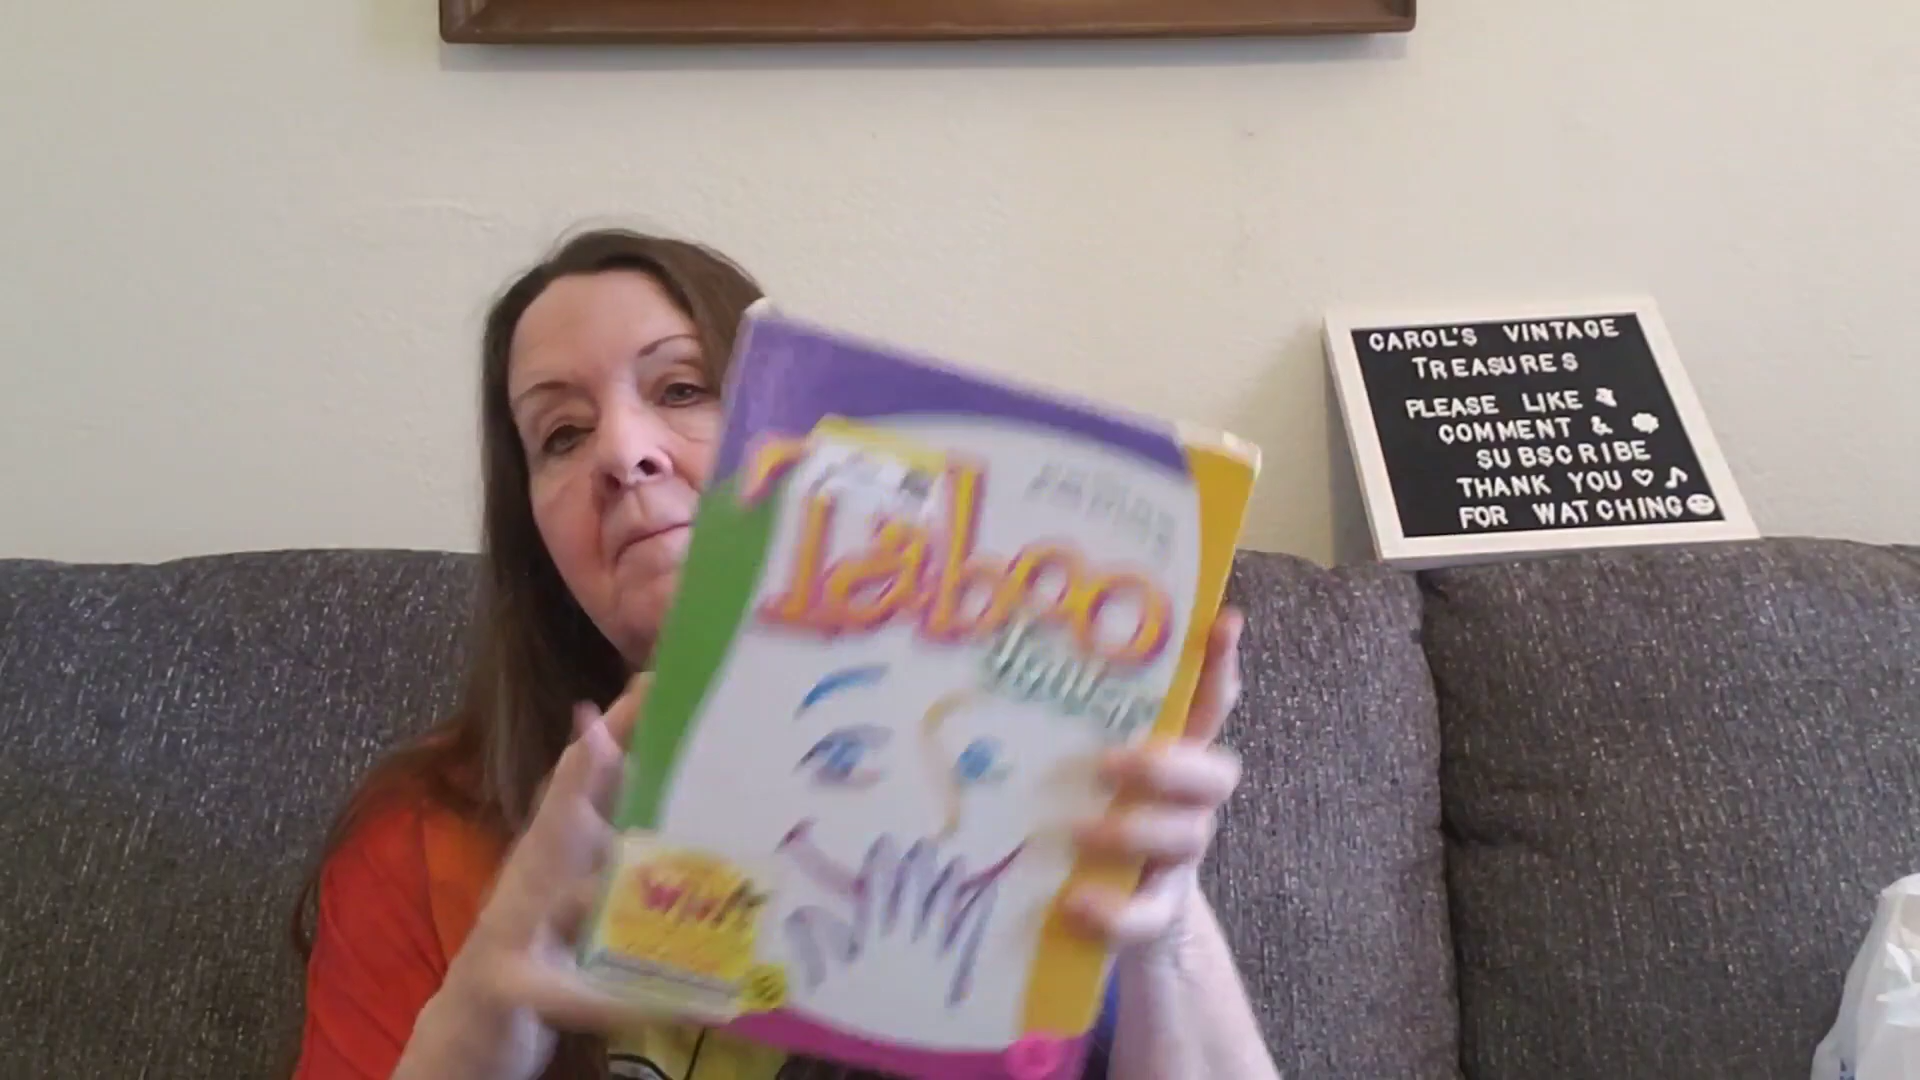 CAROL'S VINTAGE
TREASURES
PLEASE LIKE
COMMENT &
SUBSCRIBE
THANK YOU ♡ ♪
FOR WATCHING
Taboo